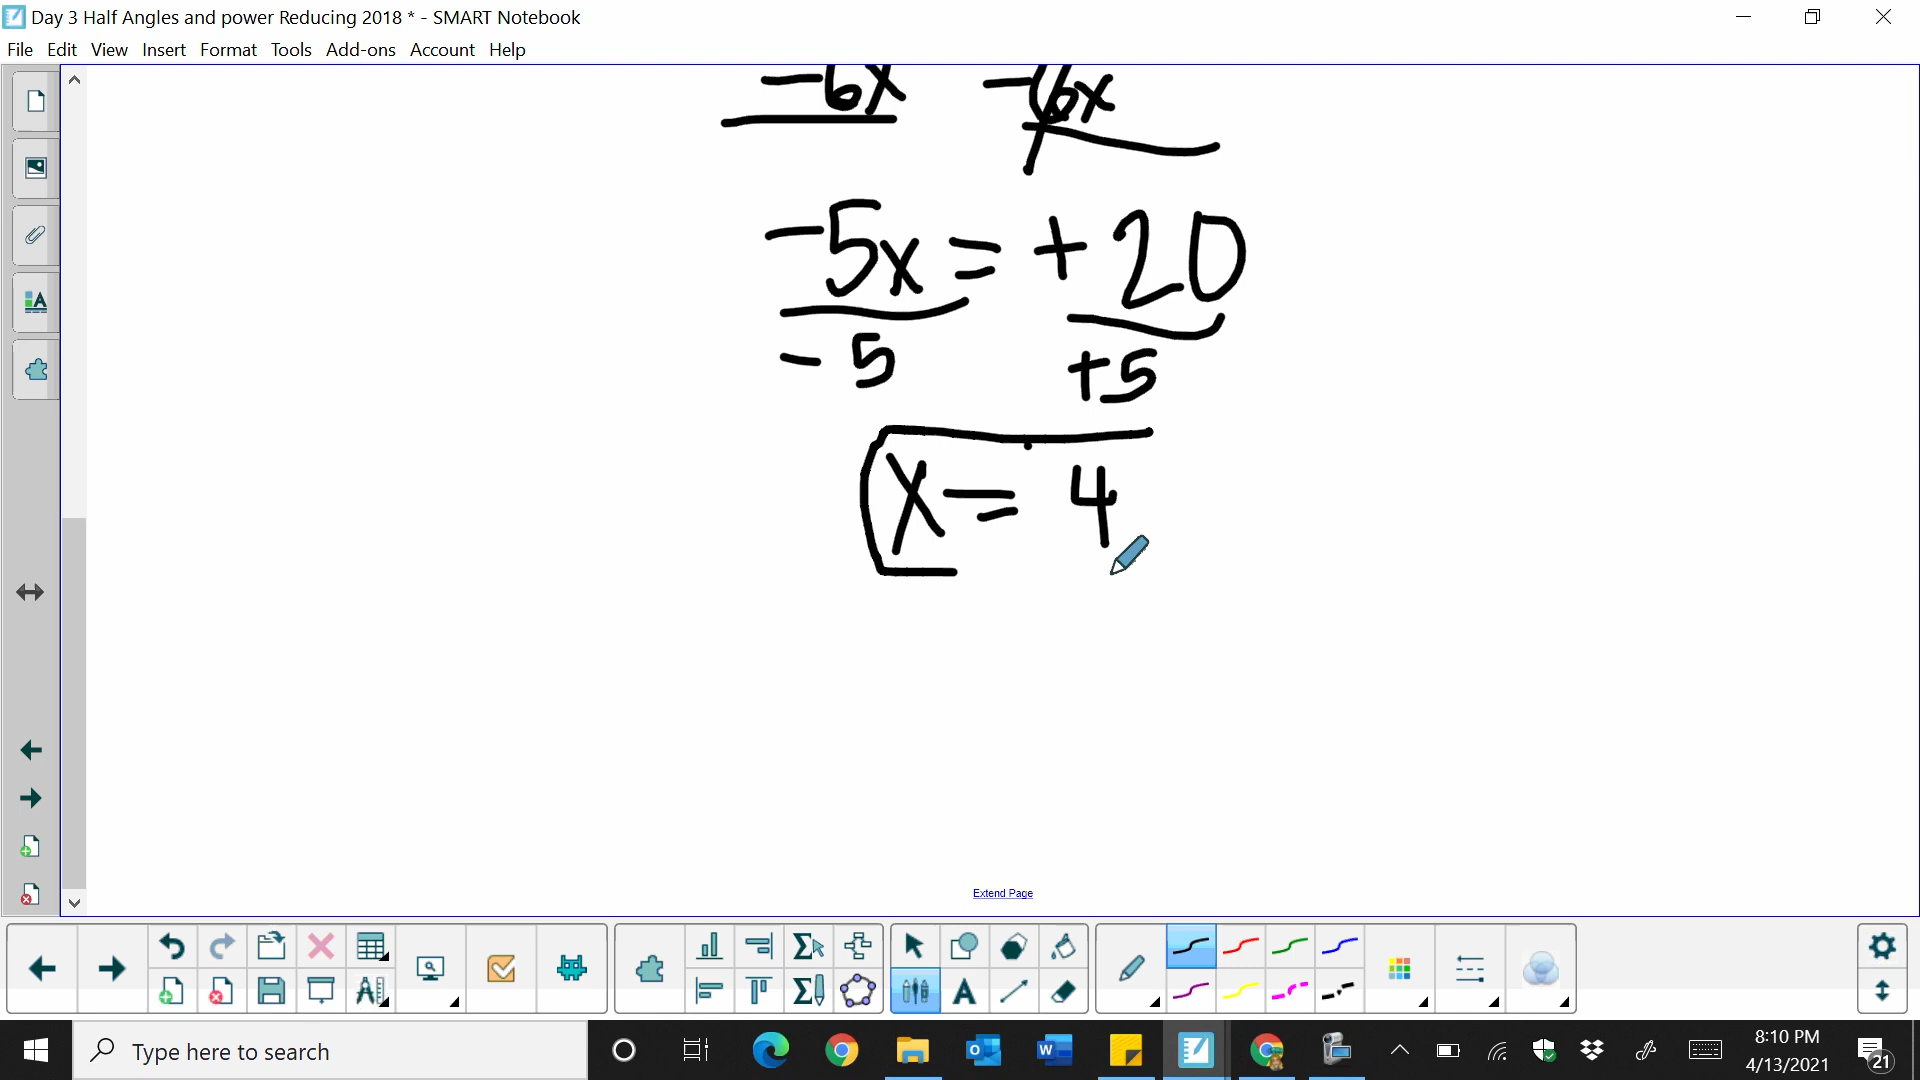 Day 3 Half Angles and power Reducing 2018 * - SMART Notebook
File Edit View Insert Format Tools Add-ons Account Help
-6x -6x
-5x = +20
-5 +5
x = 4
Extend Page
Type here to search
8:10 PM
4/13/2021
21